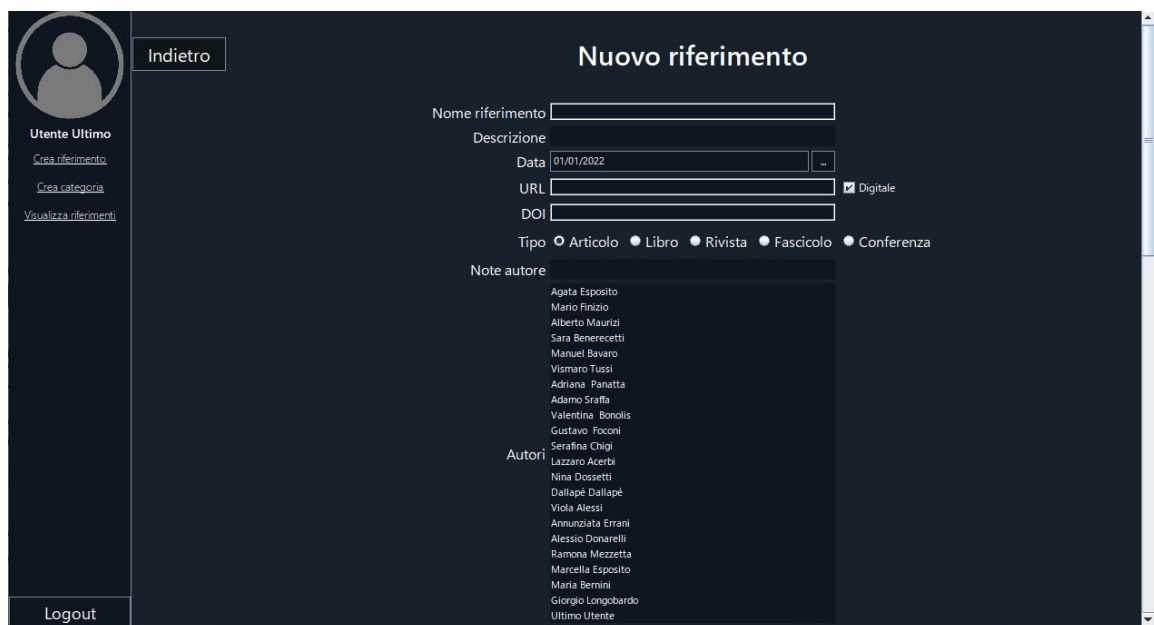 Utente Ultimo
Crea riferimento
Crea categoria
Visualizza riferimenti
Logout
Indietro
Nuovo riferimento
Nome riferimento
Descrizione
Data 01/01/2022 ...
URL Digitale
DOI
Tipo Articolo Libro Rivista Fascicolo Conferenza
Note autore
Autori
Agata Esposito
Mario Finizio
Alberto Maurizi
Sara Benerecetti
Manuel Bavaro
Vismaro Tussi
Adriana Panatta
Adamo Sraffa
Valentina Bonolis
Gustavo Foconi
Serafina Chigi
Lazzaro Acerbi
Nina Dossetti
Dallapé Dallapé
Viola Alessi
Annunziata Errani
Alessio Donarelli
Ramona Mezzetta
Marcella Esposito
Maria Bernini
Giorgio Longobardo
Ultimo Utente